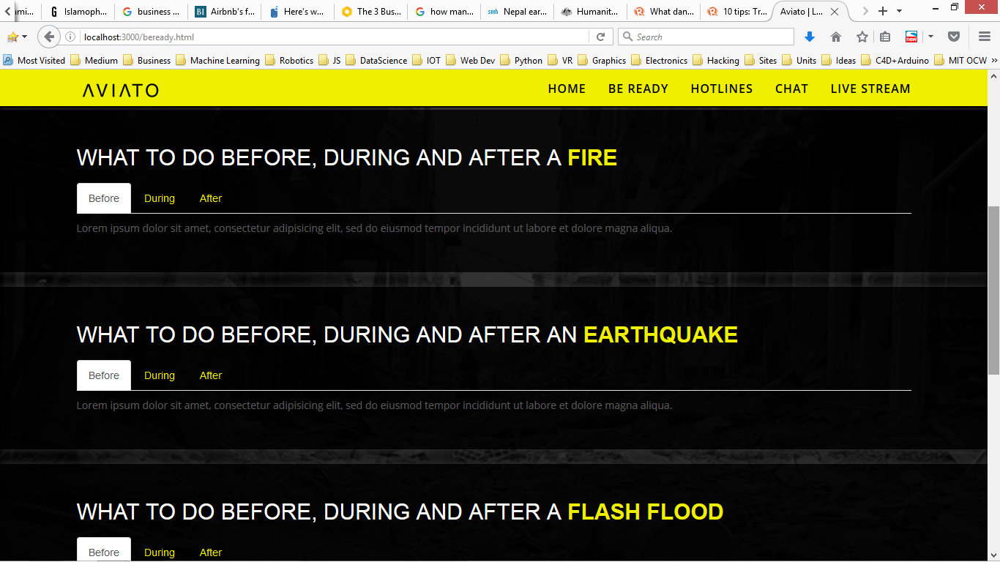 ımi...
Islamoph...
business ...
Airbnb's f...
Here's w...
The 3 Bus...
how man...
smh Nepal ear...
Humanit...
What dan...
10 tips: Tr...
Aviato | L...
localhost:3000/beready.html
Search
Most Visited Medium Business Machine Learning Robotics JS DataScience IOT Web Dev Python VR Graphics Electronics Hacking Sites Units Ideas C4D+Arduino MIT OCW
AVIATO HOME BE READY HOTLINES CHAT LIVE STREAM
WHAT TO DO BEFORE, DURING AND AFTER A FIRE
Before During After
Lorem ipsum dolor sit amet, consectetur adipisicing elit, sed do eiusmod tempor incididunt ut labore et dolore magna aliqua.
WHAT TO DO BEFORE, DURING AND AFTER AN EARTHQUAKE
Before During After
Lorem ipsum dolor sit amet, consectetur adipisicing elit, sed do eiusmod tempor incididunt ut labore et dolore magna aliqua.
WHAT TO DO BEFORE, DURING AND AFTER A FLASH FLOOD
Before During After